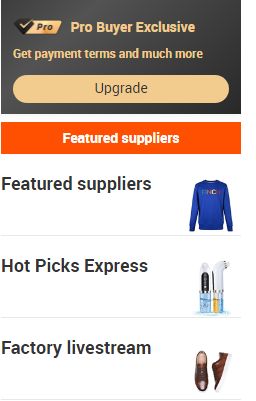 Pro
Pro Buyer Exclusive
Get payment terms and much more
Upgrade
Featured suppliers
Featured suppliers
Hot Picks Express
Factory livestream